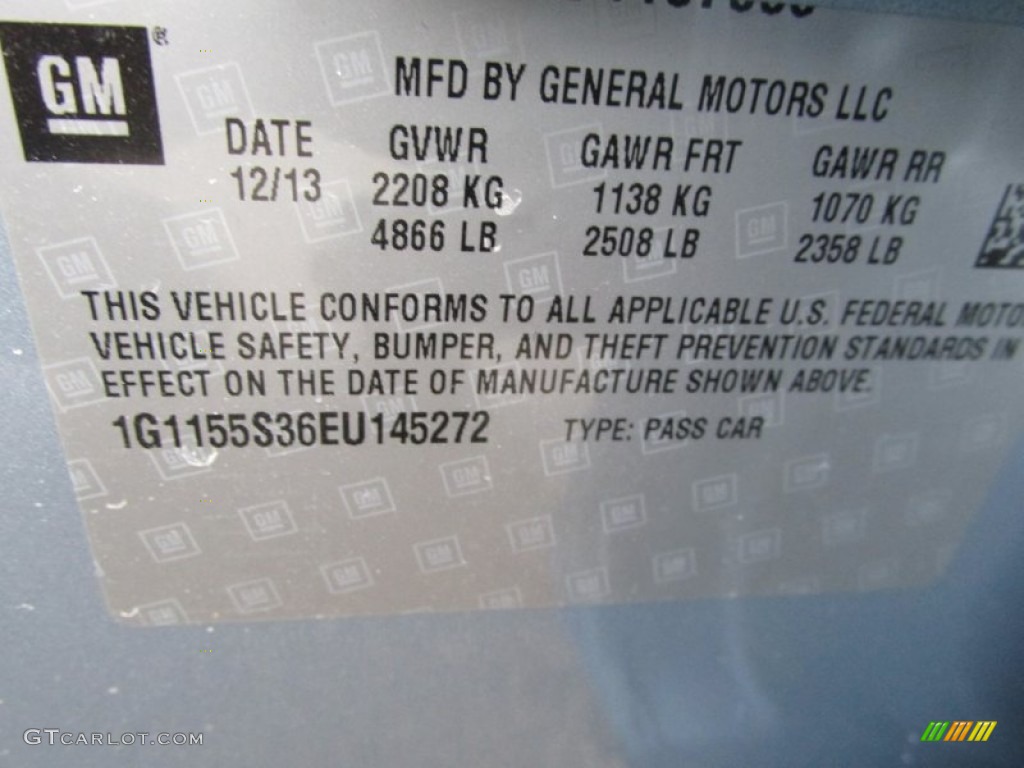 GM
MFD BY GENERAL MOTORS LLC
DATE GVWR GAWR FRT GAWR RR
12/13 2208 KG 1138 KG 1070 KG
4866 LB 2508 LB 2358 LB
THIS VEHICLE CONFORMS TO ALL APPLICABLE U.S. FEDERAL MOTO
VEHICLE SAFETY, BUMPER, AND THEFT PREVENTION STANDARDS IN
EFFECT ON THE DATE OF MANUFACTURE SHOWN ABOVE.
1G1155S36EU145272 TYPE: PASS CAR
GTCARLOT.COM